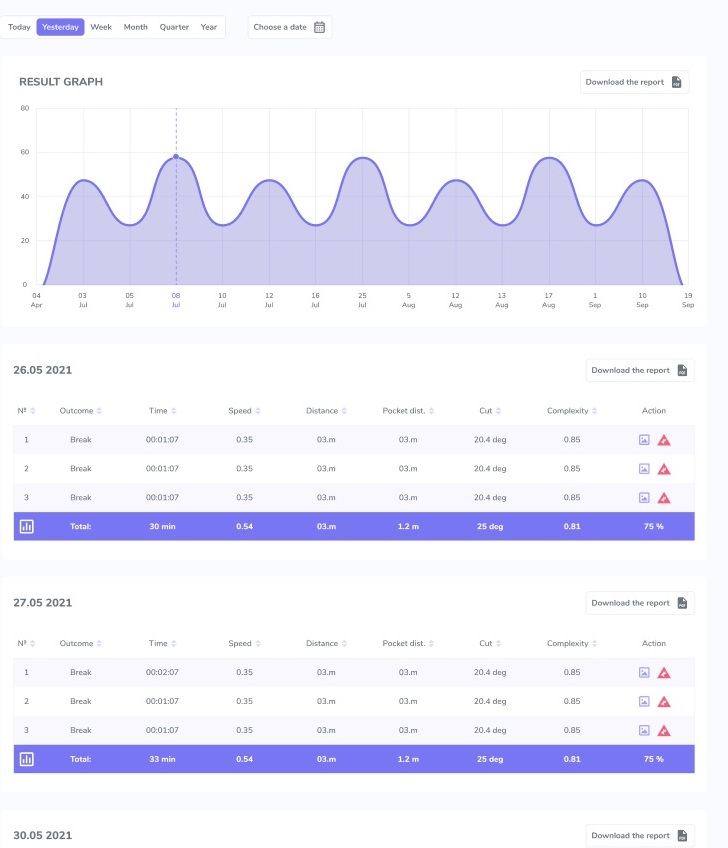 Today Yesterday Week Month Quarter Year Choose a date
RESULT GRAPH Download the report
80
60
40
20
0
04 03 05 08 10 12 16 25 5 12 13 17 1 10 19
Apr Jul Jul Jul Jul Jul Jul Jul Aug Aug Aug Aug Sep Sep Sep
26.05 2021 Download the report
Nº Outcome Time Speed Distance Pocket dist. Cut Complexity Action
1 Break 00:01:07 0.35 03.m 03.m 20.4 deg 0.85
2 Break 00:01:07 0.35 03.m 03.m 20.4 deg 0.85
3 Break 00:01:07 0.35 03.m 03.m 20.4 deg 0.85
Total: 30 min 0.54 03.m 1.2 m 25 deg 0.81 75 %
27.05 2021 Download the report
Nº Outcome Time Speed Distance Pocket dist. Cut Complexity Action
1 Break 00:02:07 0.35 03.m 03.m 20.4 deg 0.85
2 Break 00:01:07 0.35 03.m 03.m 20.4 deg 0.85
3 Break 00:01:07 0.35 03.m 03.m 20.4 deg 0.85
Total: 33 min 0.54 03.m 1.2 m 25 deg 0.81 75 %
30.05 2021 Download the report